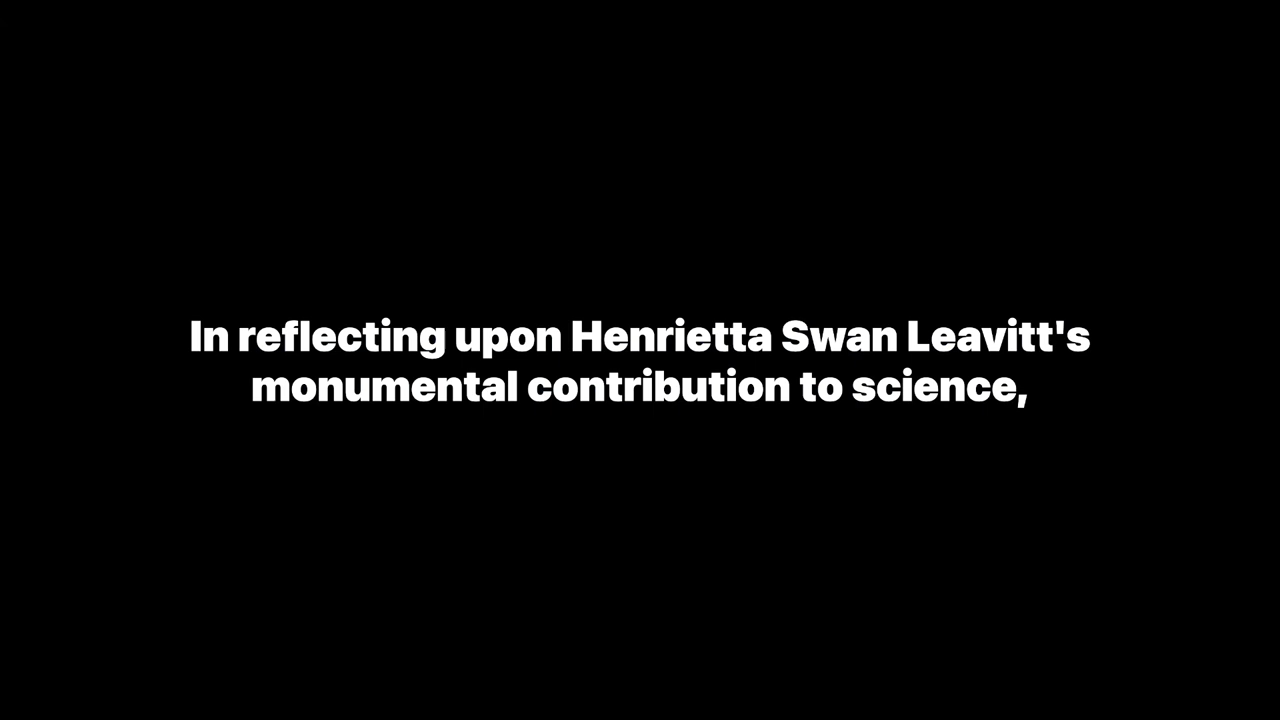 In reflecting upon Henrietta Swan Leavitt's
monumental contribution to science,